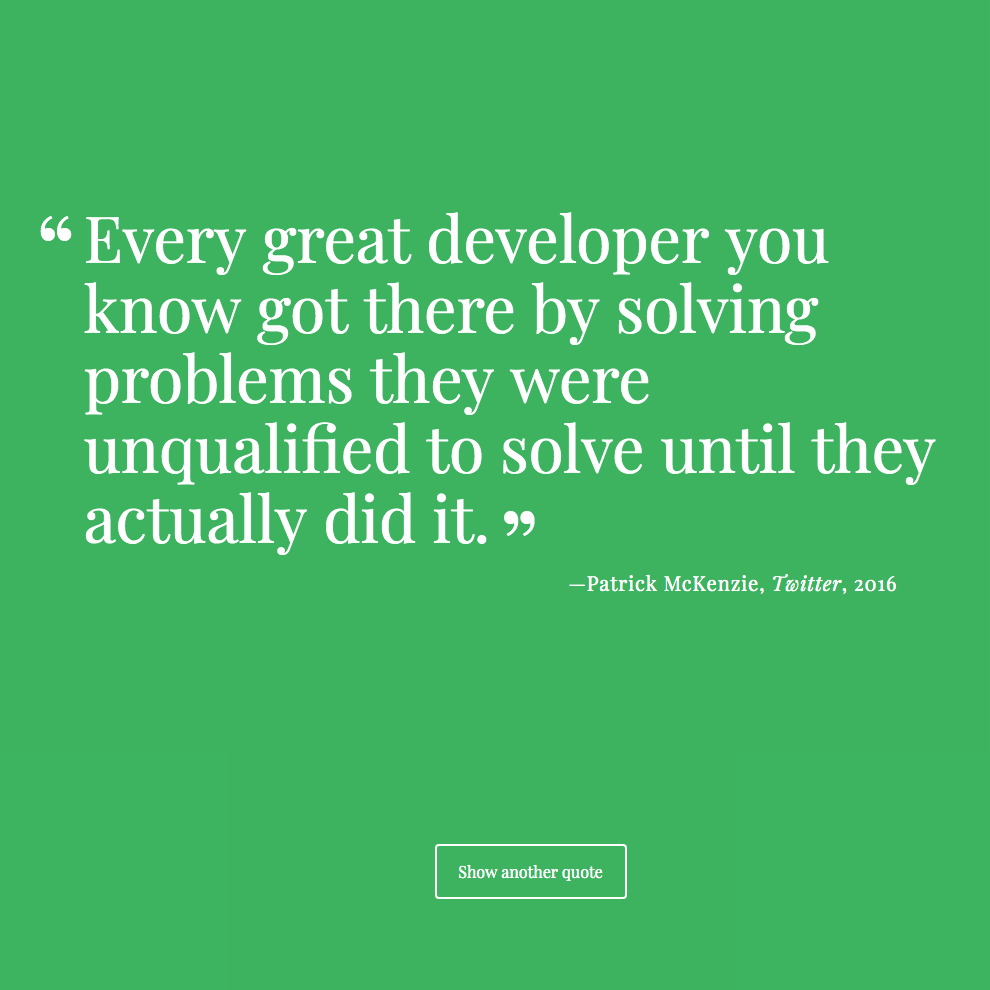 “Every great developer you
know got there by solving
problems they were
unqualified to solve until they
actually did it. ”
—Patrick McKenzie, Twitter, 2016
Show another quote